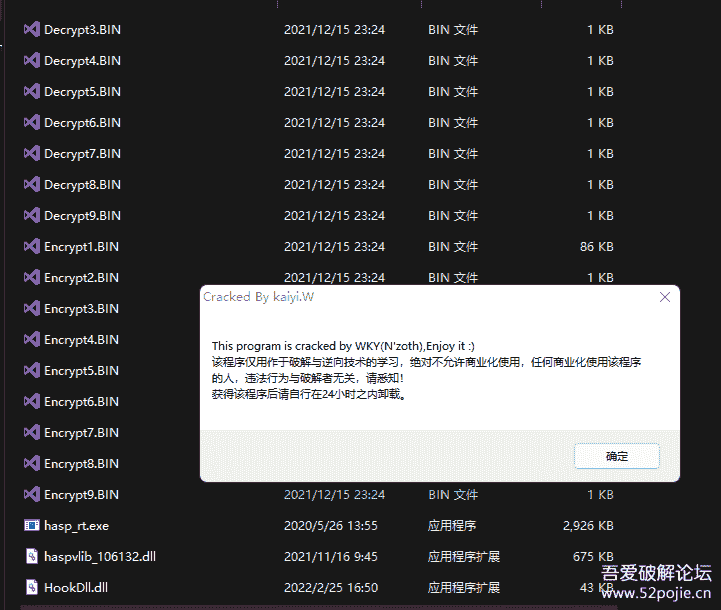 Decrypt3.BIN 2021/12/15 23:24 BIN 文件 1 KB
Decrypt4.BIN 2021/12/15 23:24 BIN 文件 1 KB
Decrypt5.BIN 2021/12/15 23:24 BIN 文件 1 KB
Decrypt6.BIN 2021/12/15 23:24 BIN 文件 1 KB
Decrypt7.BIN 2021/12/15 23:24 BIN 文件 1 KB
Decrypt8.BIN 2021/12/15 23:24 BIN 文件 1 KB
Decrypt9.BIN 2021/12/15 23:24 BIN 文件 1 KB
Encrypt1.BIN 2021/12/15 23:24 BIN 文件 86 KB
Encrypt2.BIN 2021/12/15 23:24 BIN 文件 1 KB
Encrypt3.BIN
Encrypt4.BIN
Encrypt5.BIN
Encrypt6.BIN
Encrypt7.BIN
Encrypt8.BIN
Cracked By kaiyi.W
This program is cracked by WKY(N'zoth),Enjoy it :)
该程序仅用作于破解与逆向技术的学习，绝对不允许商业化使用，任何商业化使用该程序
的人，违法行为与破解者无关，请悉知！
获得该程序后请自行在24小时之内卸载。
确定
Encrypt9.BIN 2021/12/15 23:24 BIN 文件 1 KB
hasp_rt.exe 2020/5/26 13:55 应用程序 2,926 KB
haspvlib_106132.dll 2021/11/16 9:45 应用程序扩展 675 KB
HookDll.dll 2022/2/25 16:50 应用程序扩展 43 KB
吾爱破解论坛
www.52pojie.cn